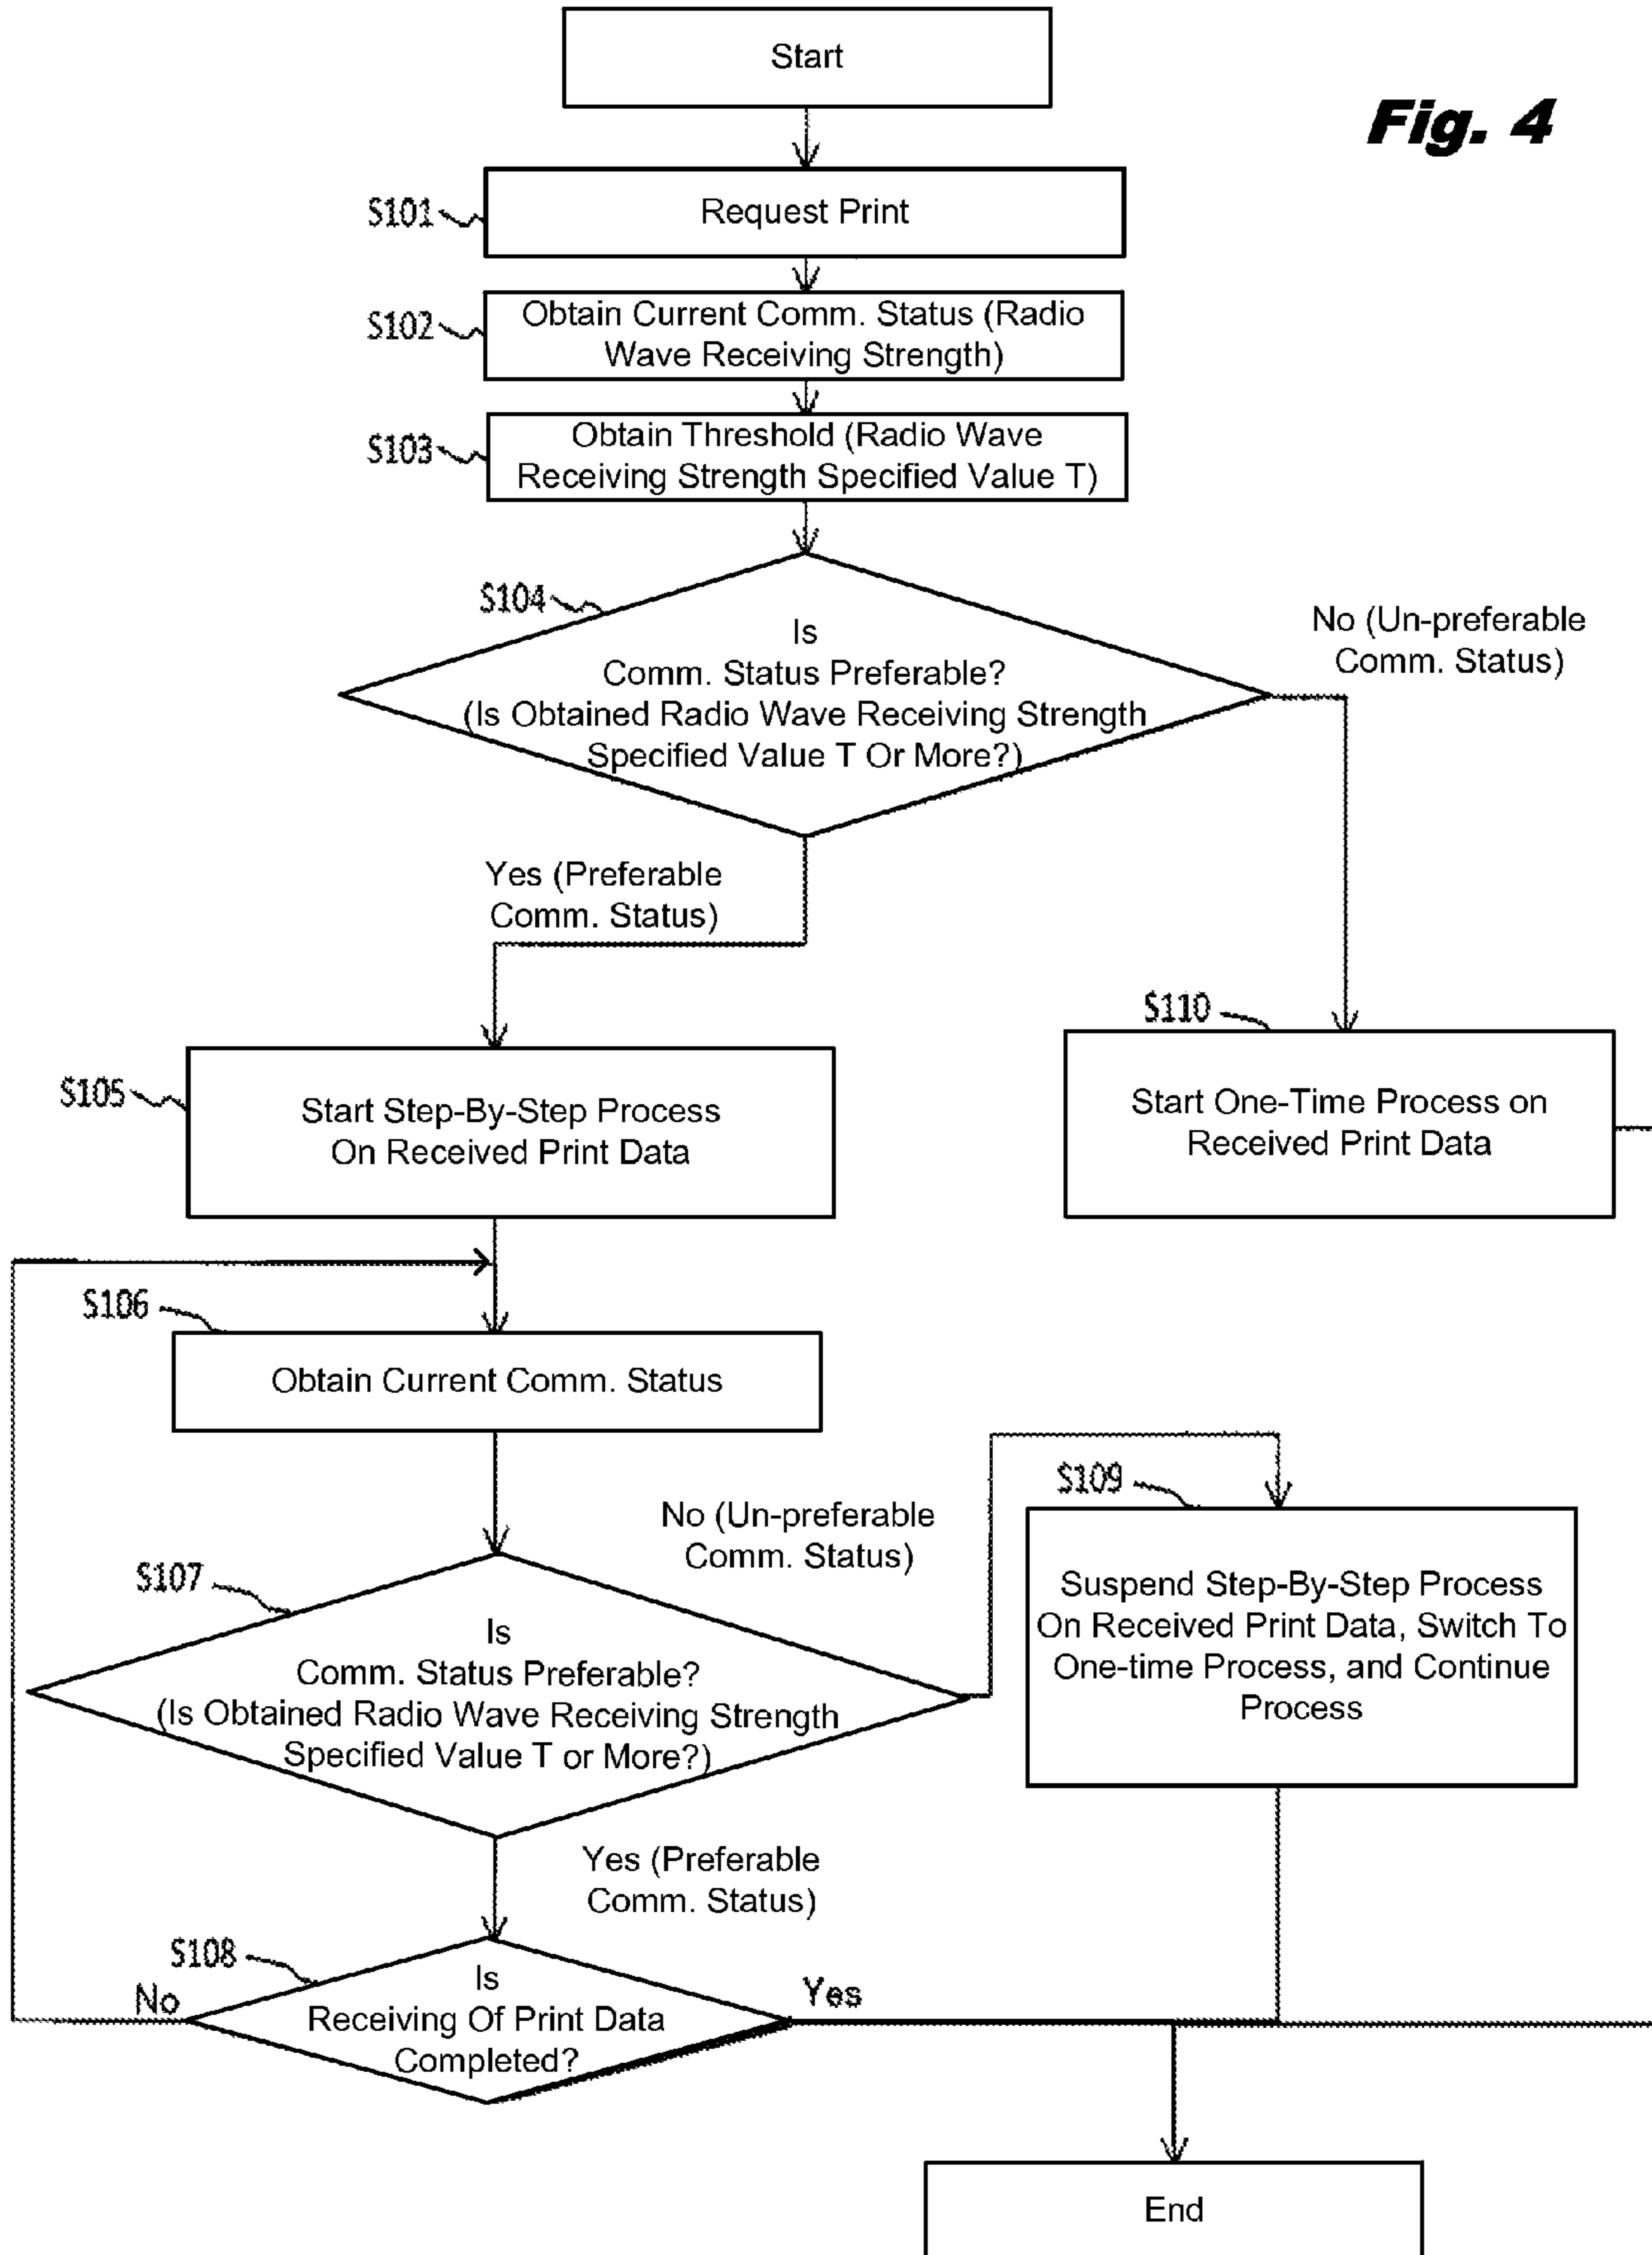 Start
Fig. 4
S101
Request Print
S102
Obtain Current Comm. Status (Radio
Wave Receiving Strength)
S103
Obtain Threshold (Radio Wave
Receiving Strength Specified Value T)
S104
Is
Comm. Status Preferable?
(Is Obtained Radio Wave Receiving Strength
Specified Value T Or More?)
No (Un-preferable
Comm. Status)
Yes (Preferable
Comm. Status)
S105
Start Step-By-Step Process
On Received Print Data
S110
Start One-Time Process on
Received Print Data
S106
Obtain Current Comm. Status
S107
Is
Comm. Status Preferable?
(Is Obtained Radio Wave Receiving Strength
Specified Value T or More?)
No (Un-preferable
Comm. Status)
S109
Suspend Step-By-Step Process
On Received Print Data, Switch To
One-time Process, and Continue
Process
Yes (Preferable
Comm. Status)
S108
Is
Receiving Of Print Data
Completed?
No
Yes
End